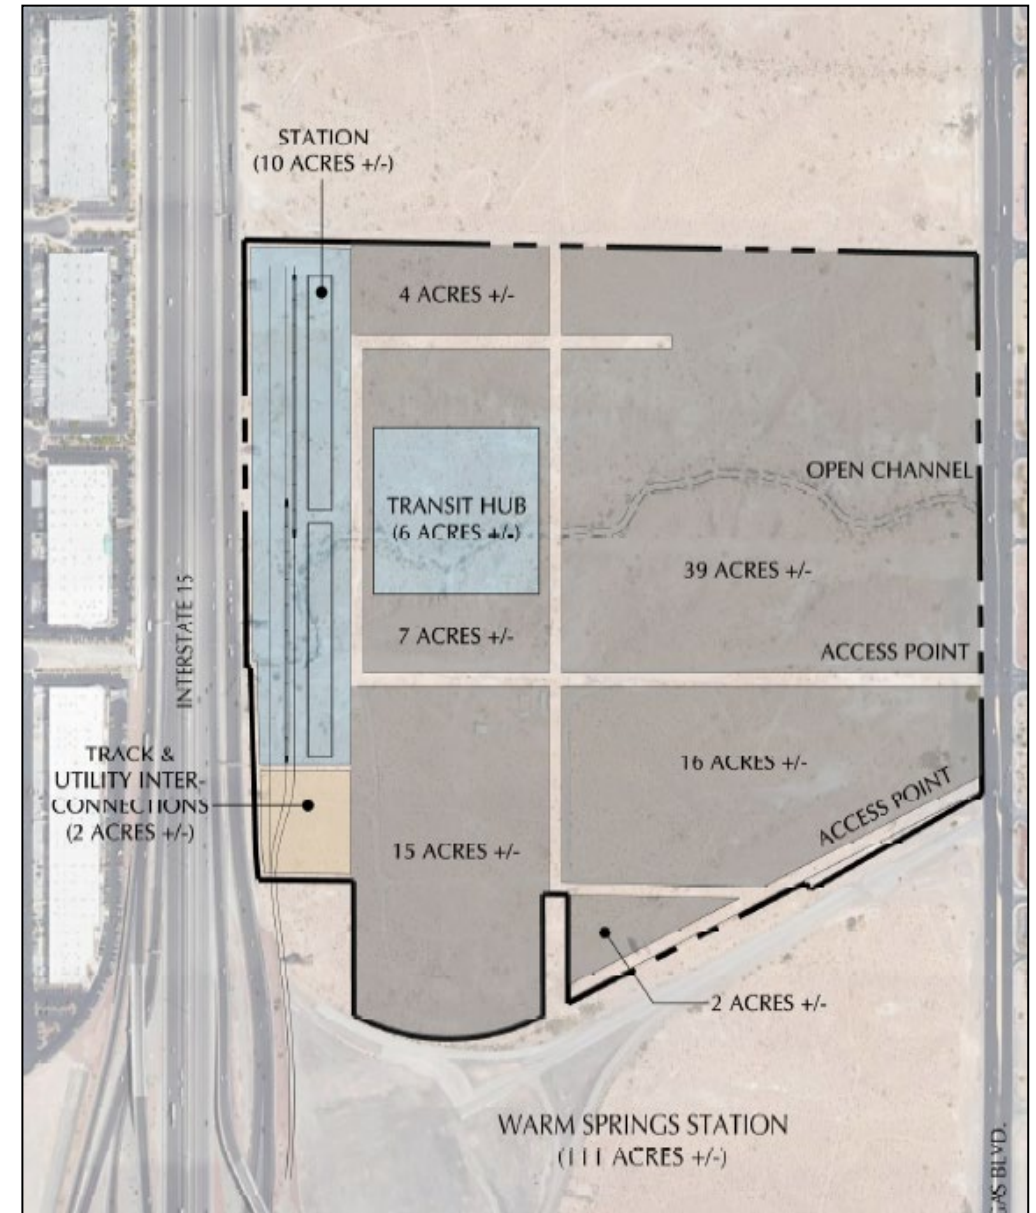 STATION
(10 ACRES +/-)
4 ACRES +/-
OPEN CHANNEL
TRANSIT HUB
(6 ACRES +/-)
39 ACRES +/-
INTERSTATE 15
7 ACRES +/-
ACCESS POINT
TRACK &
UTILITY INTER-
CONNECTIONS
(2 ACRES +/-)
16 ACRES +/-
ACCESS POINT
15 ACRES +/-
2 ACRES +/-
WARM SPRINGS STATION
(111 ACRES +/-)
BLVD.